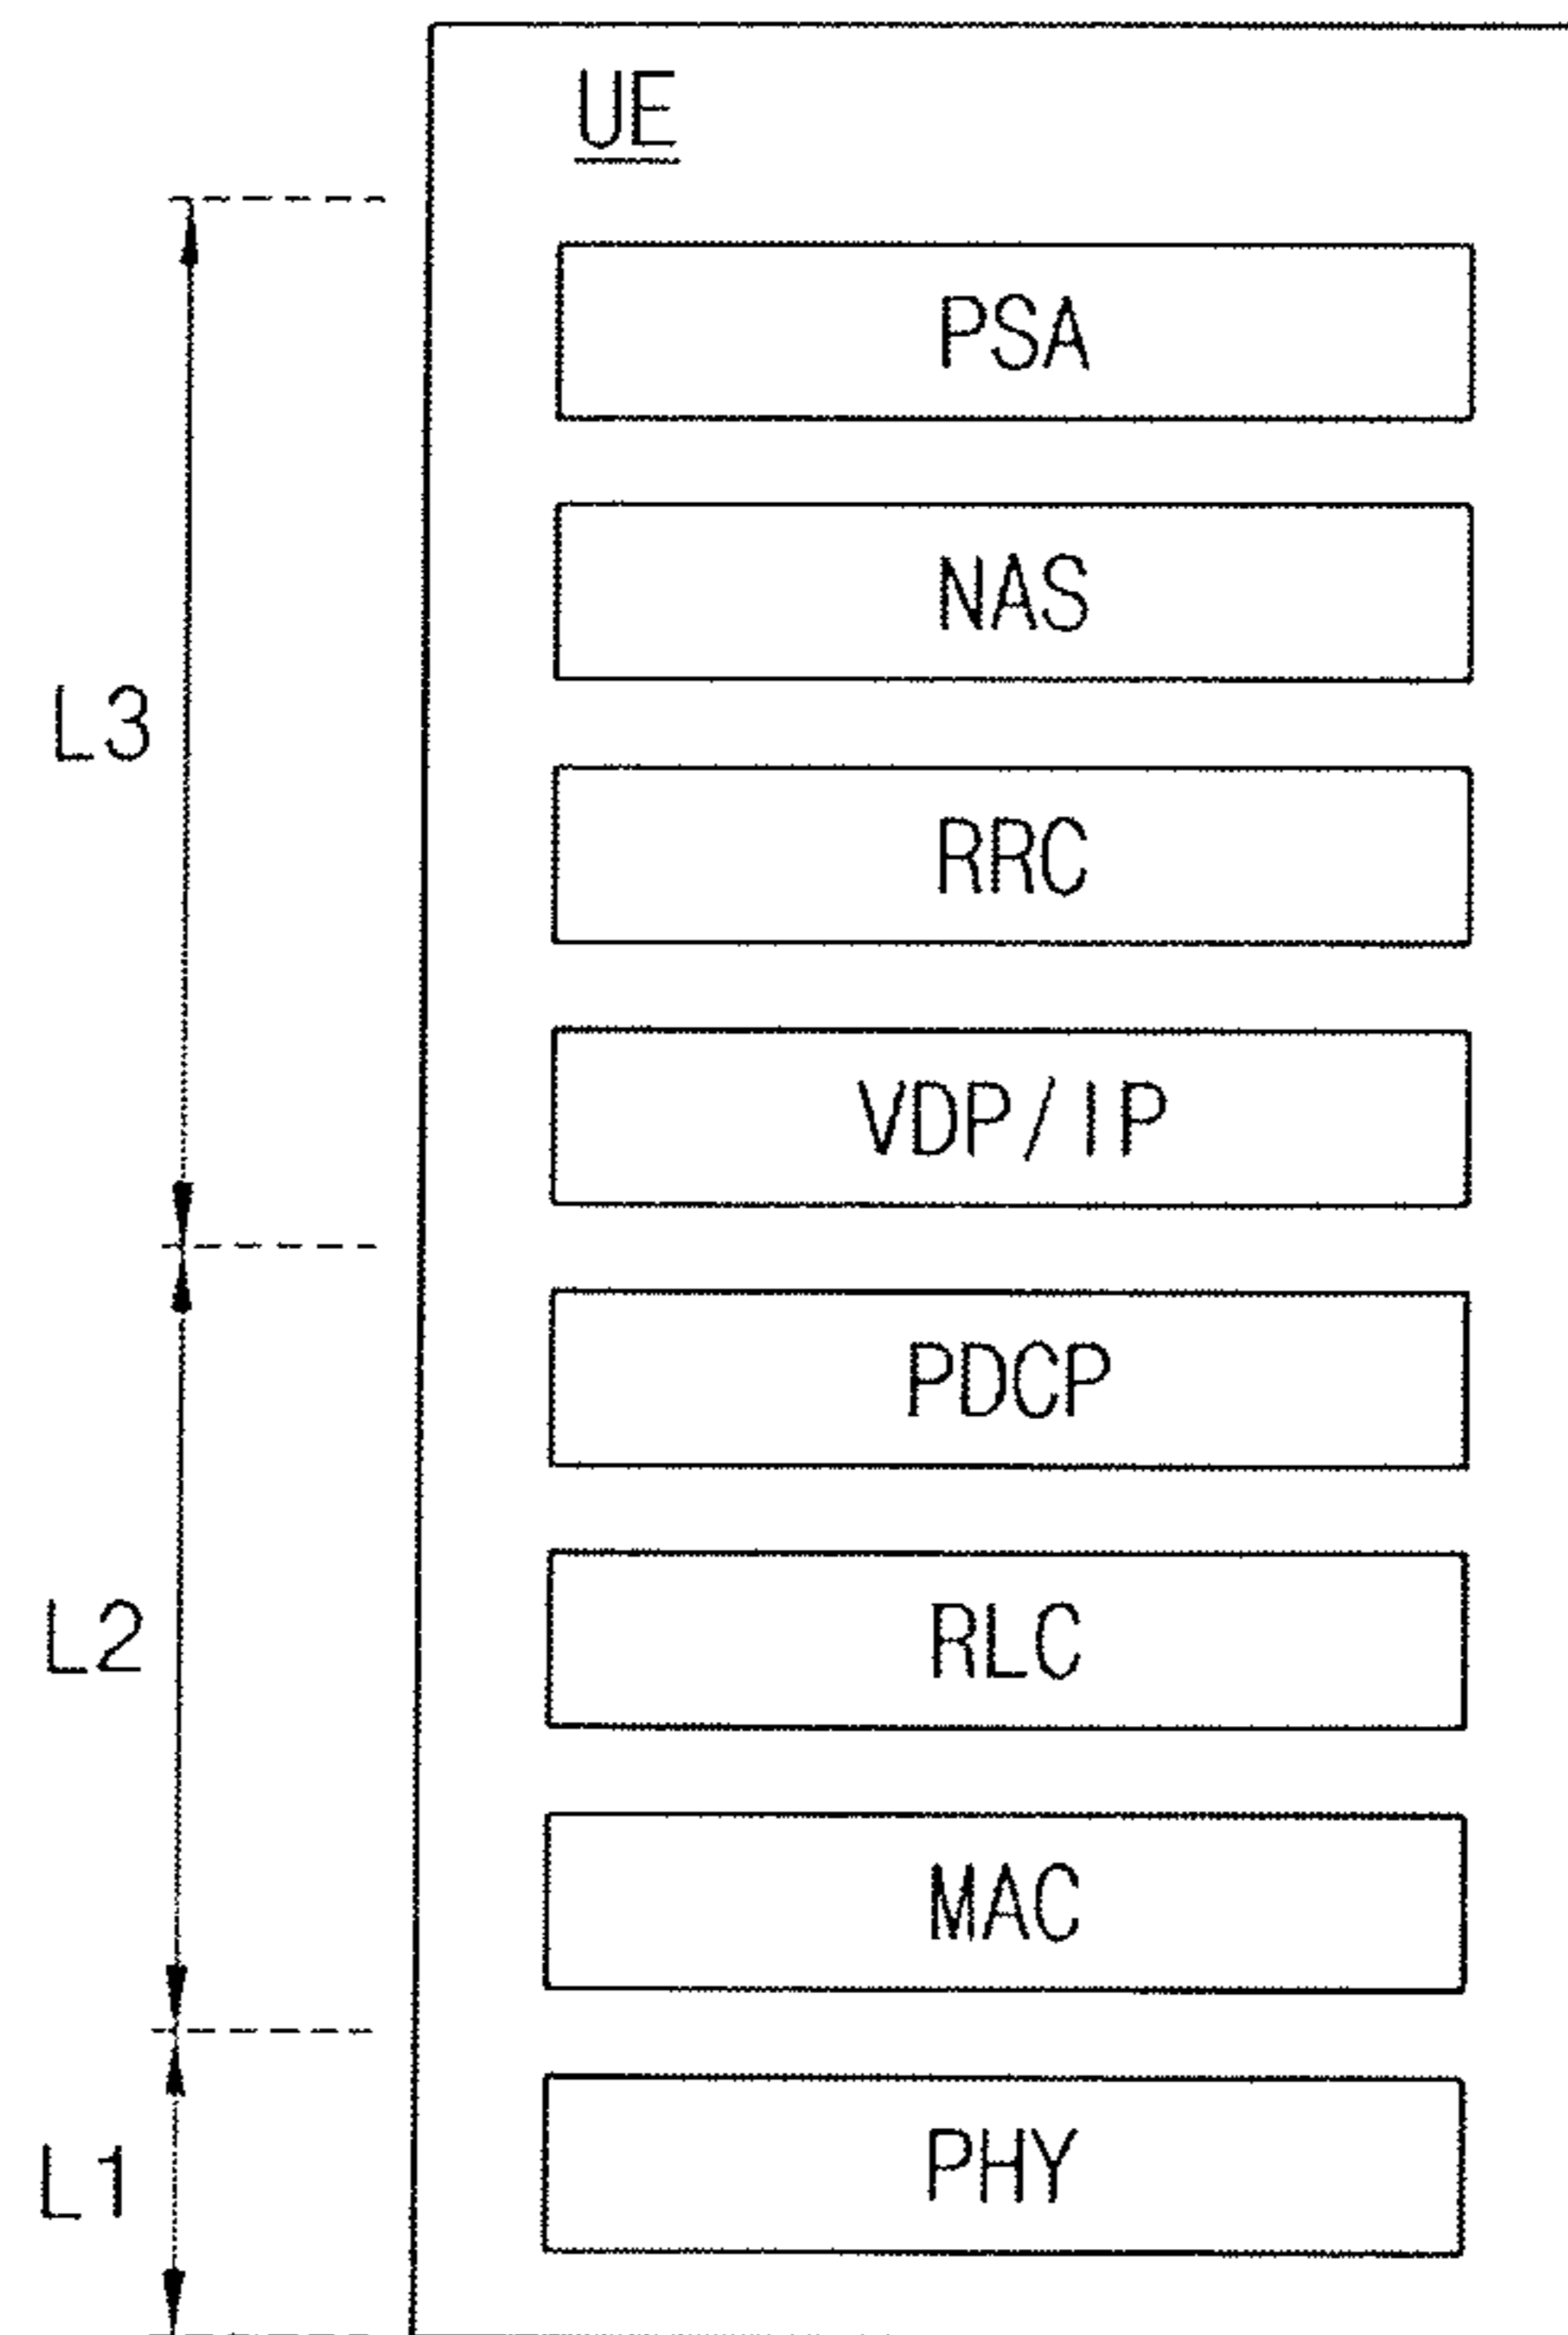 UE
PSA
NAS
L3
RRC
VDP/IP
PDCP
L2
RLC
MAC
L1
PHY